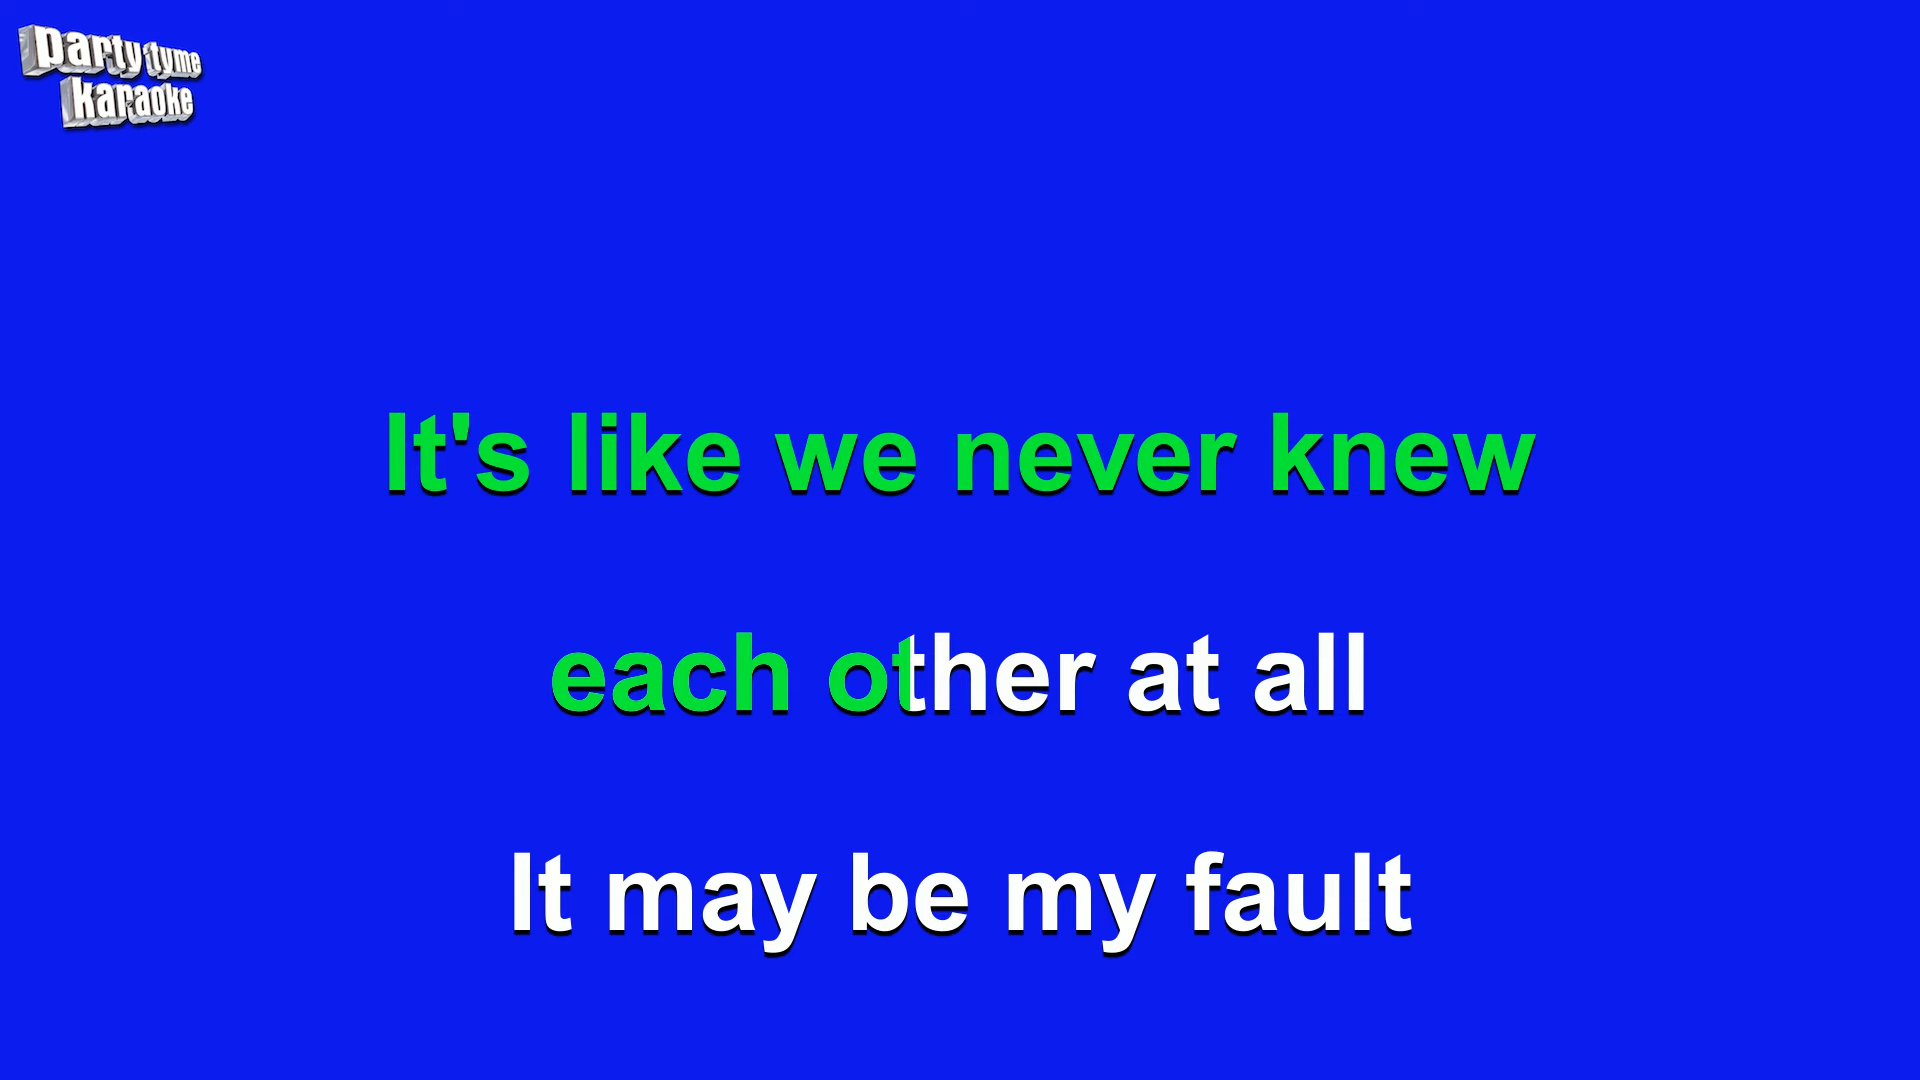 party tyme
karaoke
It's like we never knew
each other at all
It may be my fault